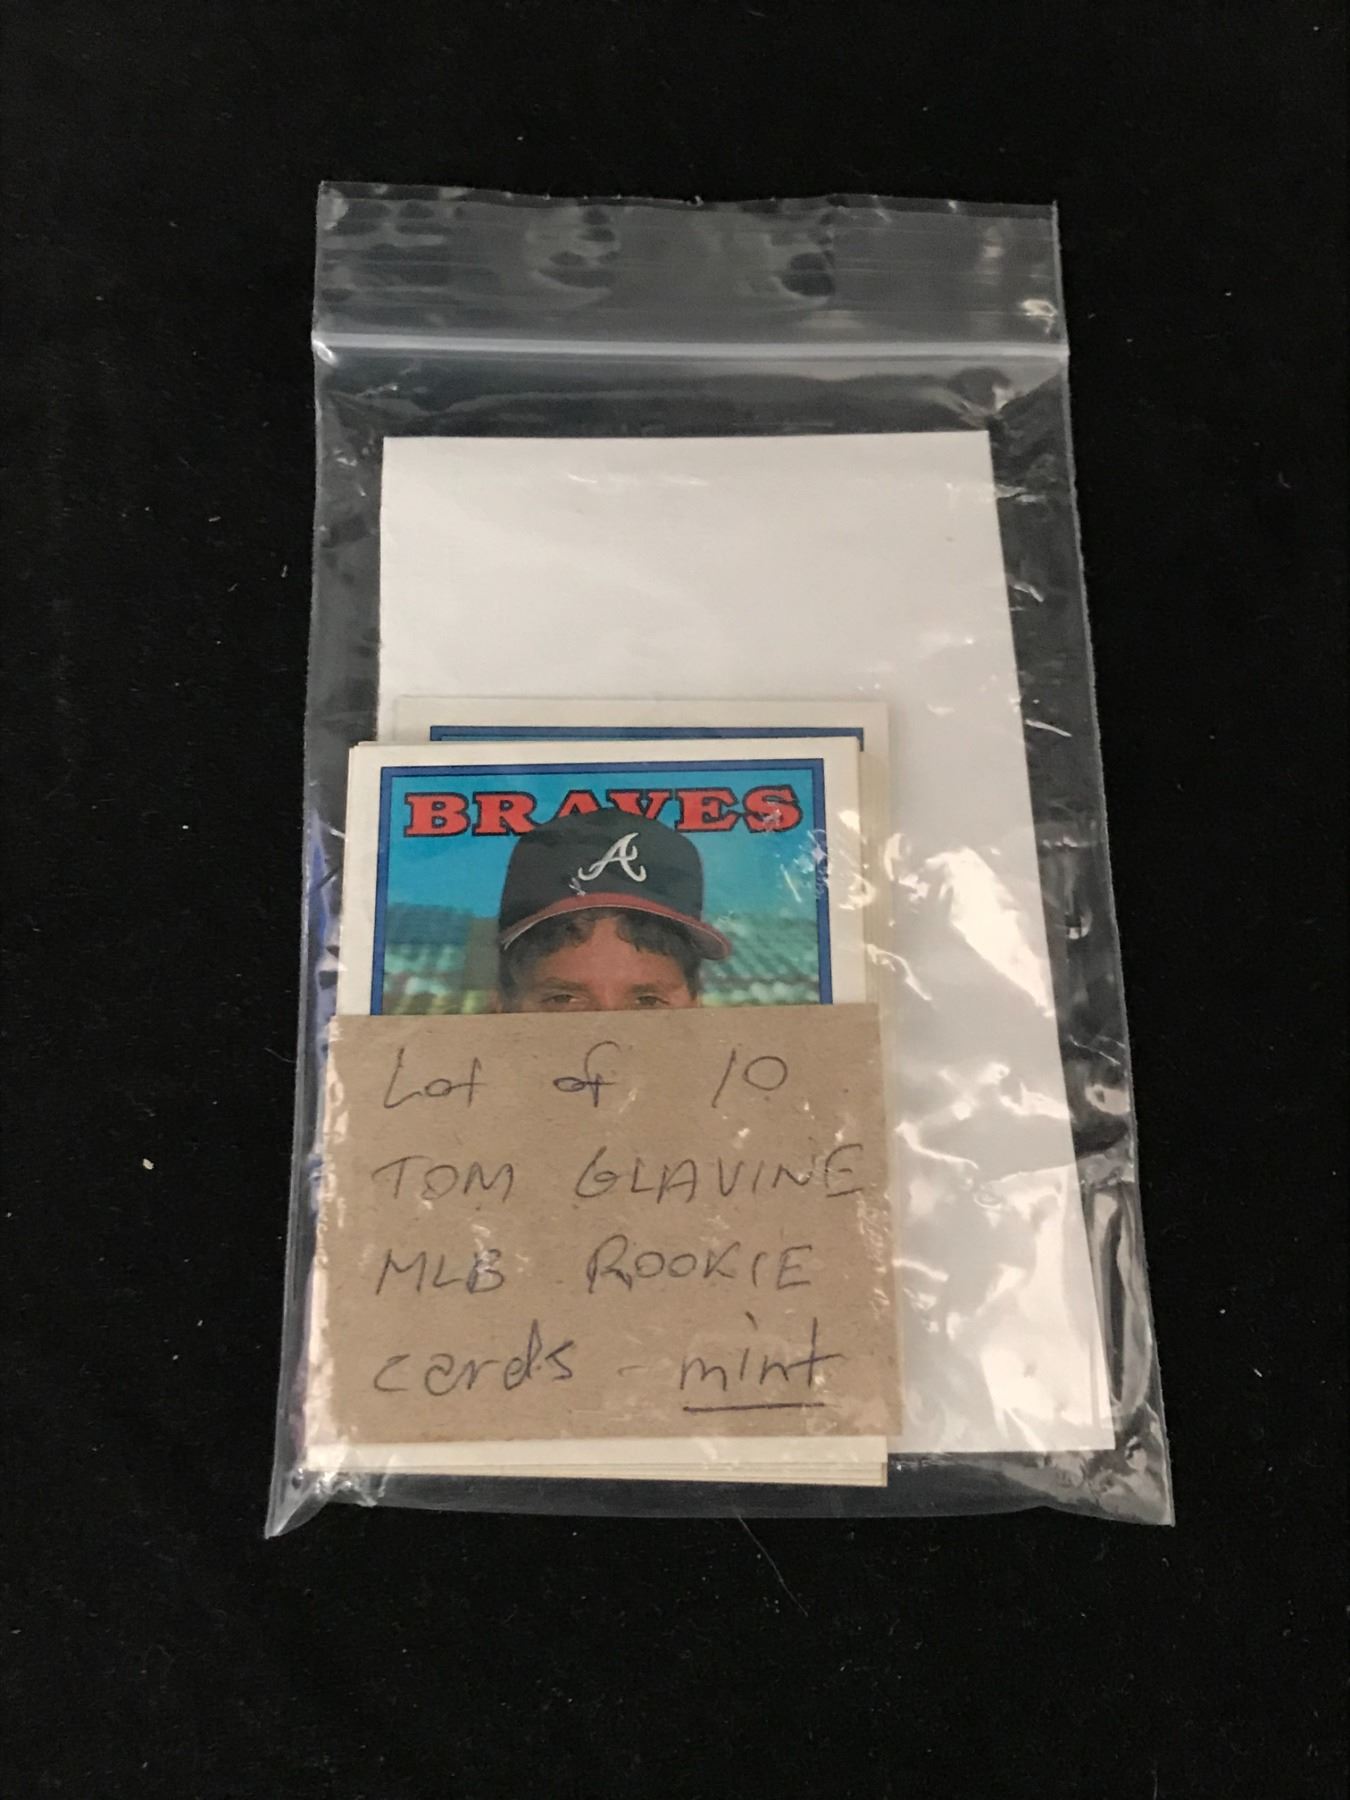 BRAVES
A
Lot of 10
TOM GLAVINE
MLB ROOKIE
cards - mint